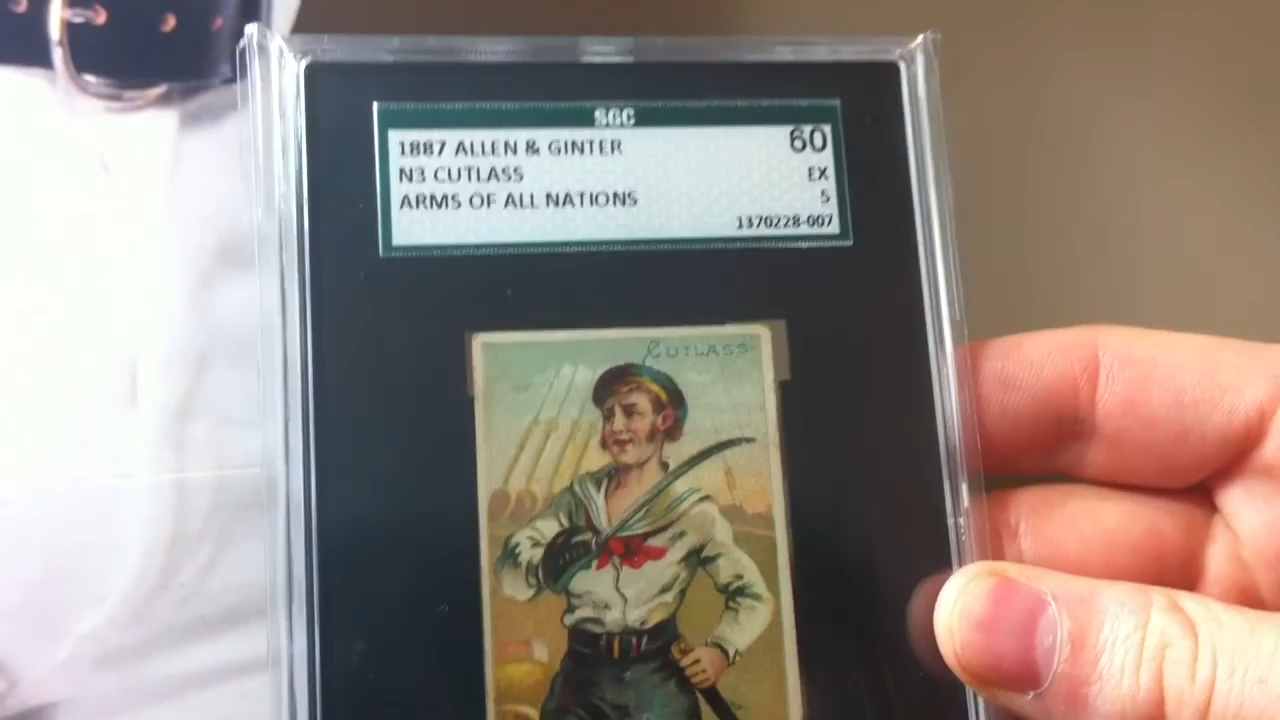 SGC
1887 ALLEN & GINTER 60
N3 CUTLASS EX
ARMS OF ALL NATIONS 5
1370228-007
CUTLASS